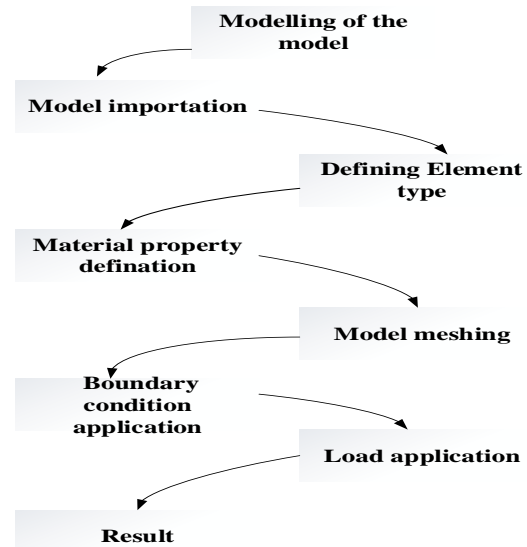 Modelling of the
model
Model importation
Defining Element
type
Material property
defination
Model meshing
Boundary
condition
application
Load application
Result